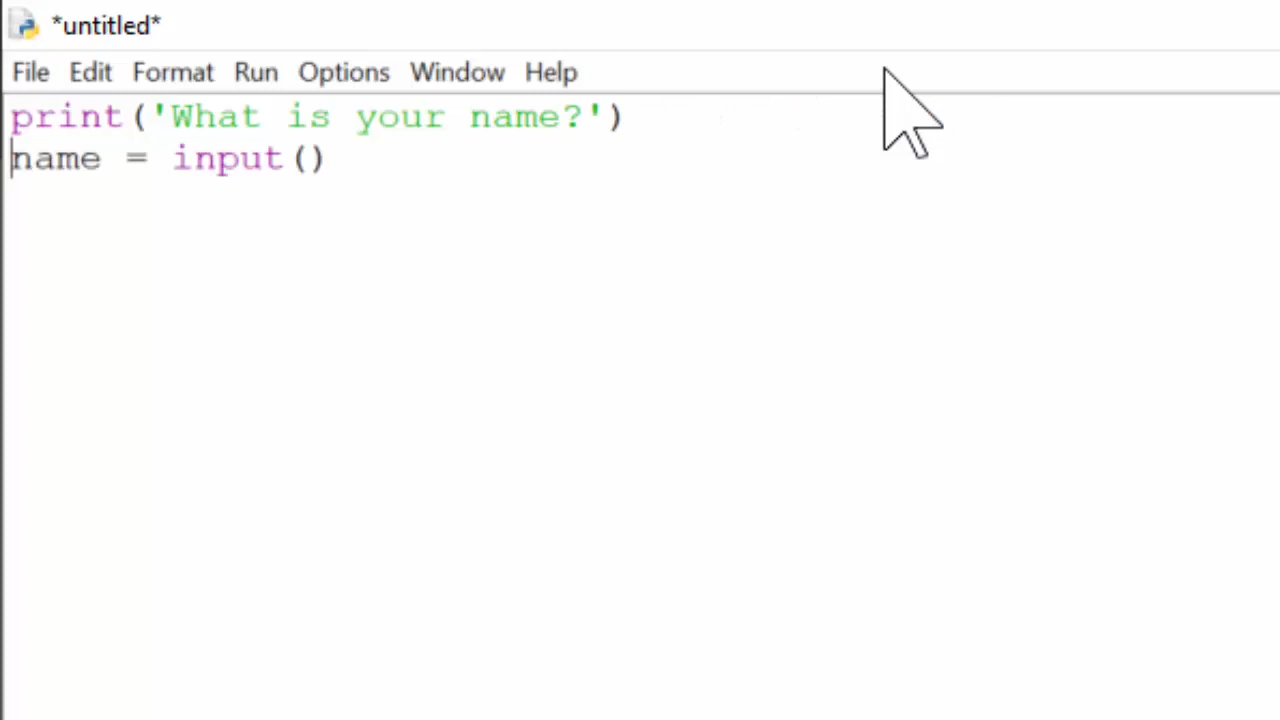 *untitled*
File Edit Format Run Options Window Help
print('What is your name?')
name = input()